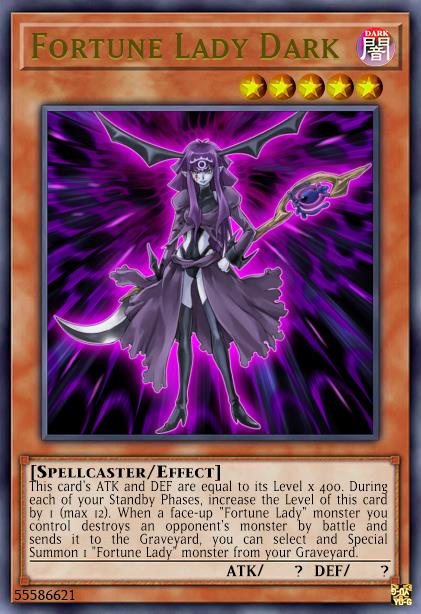 Fortune Lady Dark
DARK
闇
[Spellcaster/Effect]
This card's ATK and DEF are equal to its Level x 400. During
each of your Standby Phases, increase the Level of this card
by 1 (max 12). When a face-up "Fortune Lady" monster you
control destroys an opponent's monster by battle and
sends it to the Graveyard, you can select and Special
Summon 1 "Fortune Lady" monster from your Graveyard.
ATK/ ? DEF/ ?
55586621